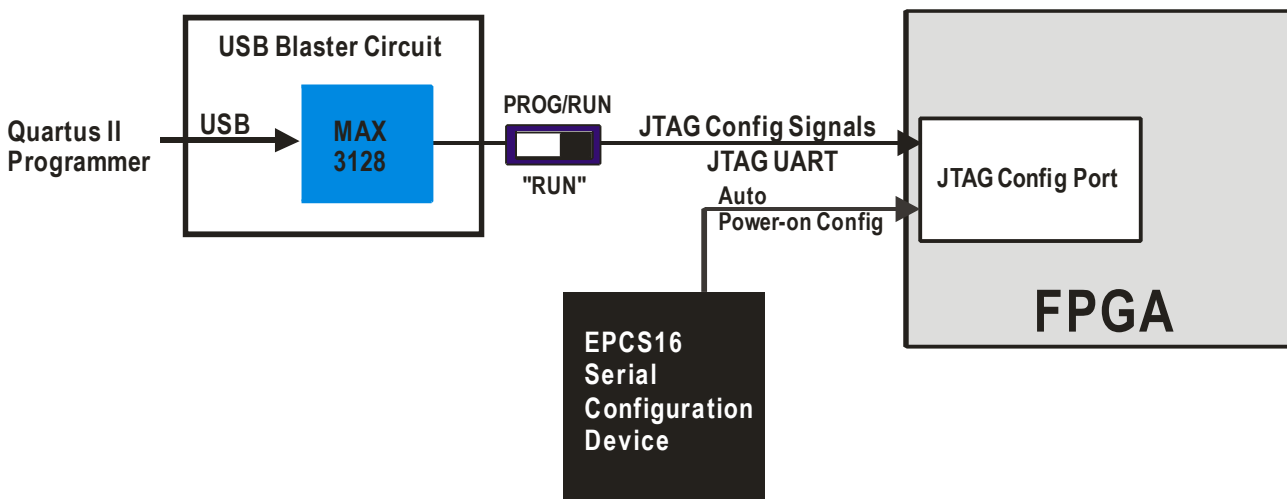 USB Blaster Circuit
Quartus II
Programmer
USB
MAX
3128
PROG/RUN
"RUN"
JTAG Config Signals
JTAG UART
Auto
Power-on Config
JTAG Config Port
FPGA
EPCS16
Serial
Configuration
Device